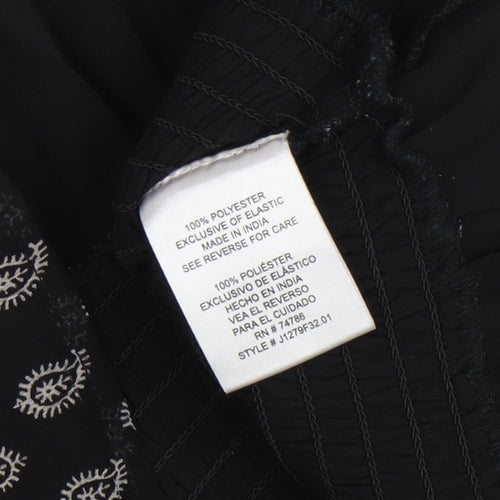 100% POLYESTER
EXCLUSIVE OF ELASTIC
MADE IN INDIA
SEE REVERSE FOR CARE
100% POLIÉSTER
EXCLUSIVO DE ELÁSTICO
HECHO EN INDIA
VEA EL REVERSO
PARA EL CUIDADO
RN # 74786
STYLE # J1279F32.01